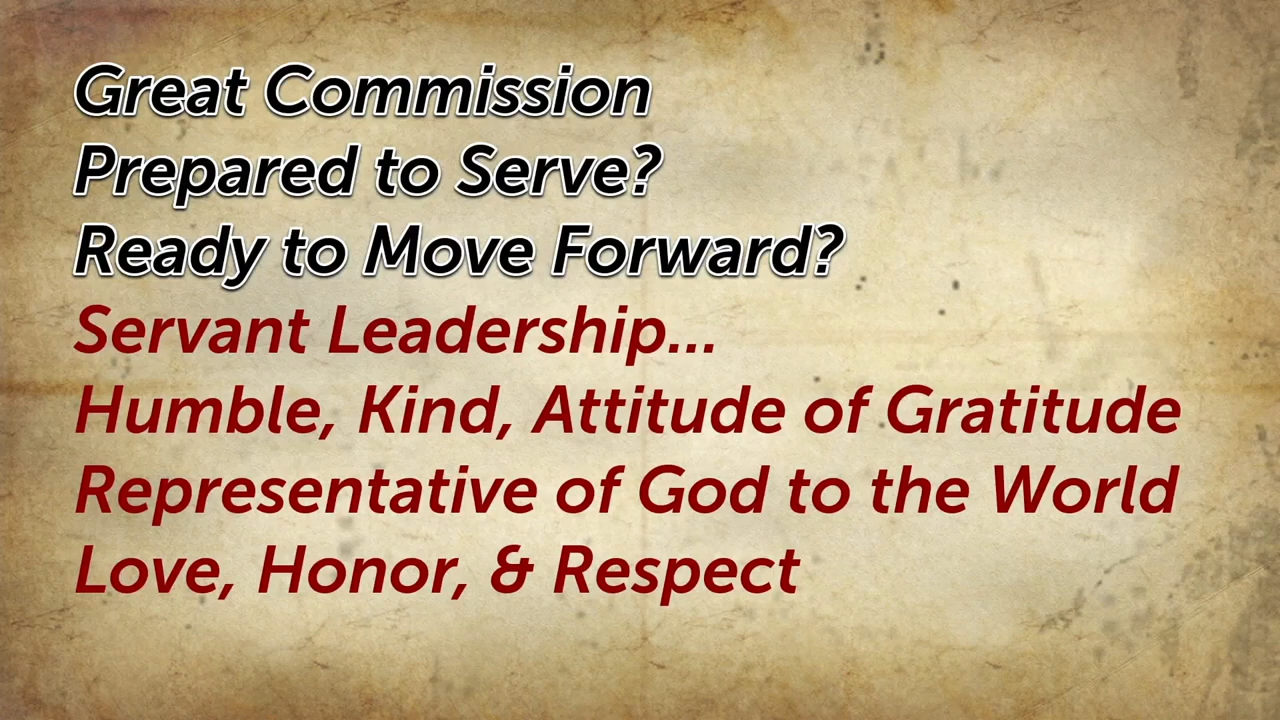 Great Commission
Prepared to Serve?
Ready to Move Forward?
Servant Leadership...
Humble, Kind, Attitude of Gratitude
Representative of God to the World
Love, Honor, & Respect